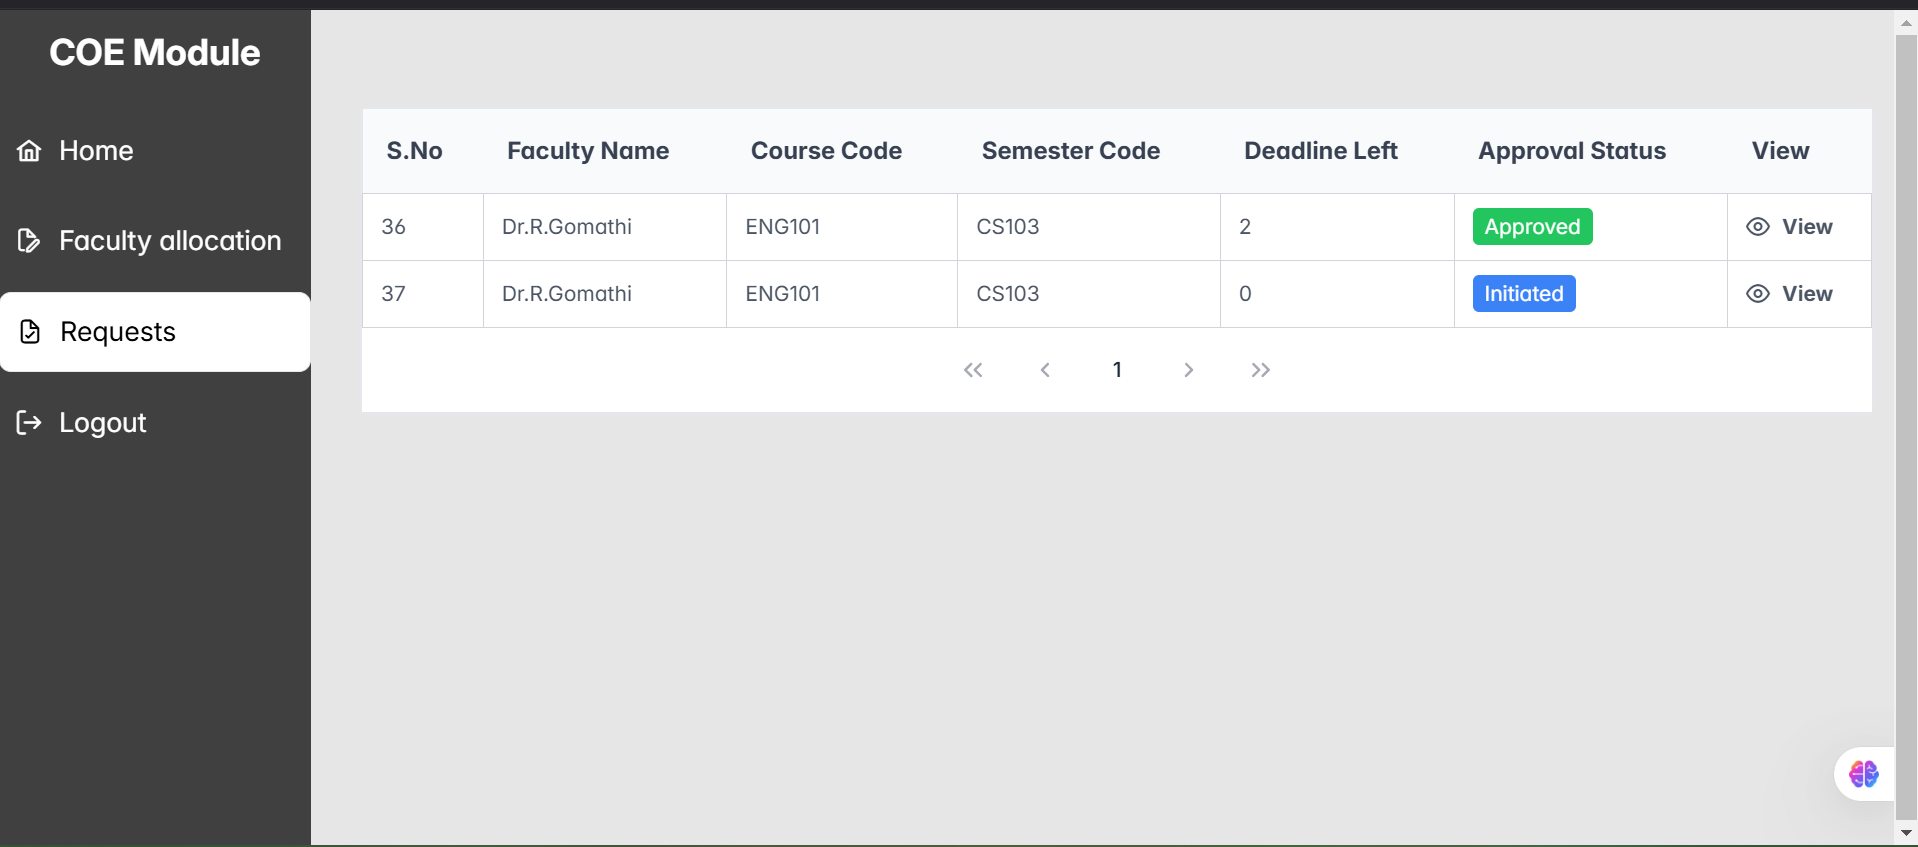 COE Module
Home
Faculty allocation
Requests
Logout
S.No Faculty Name Course Code Semester Code Deadline Left Approval Status View
36 Dr.R.Gomathi ENG101 CS103 2 Approved View
37 Dr.R.Gomathi ENG101 CS103 0 Initiated View
1